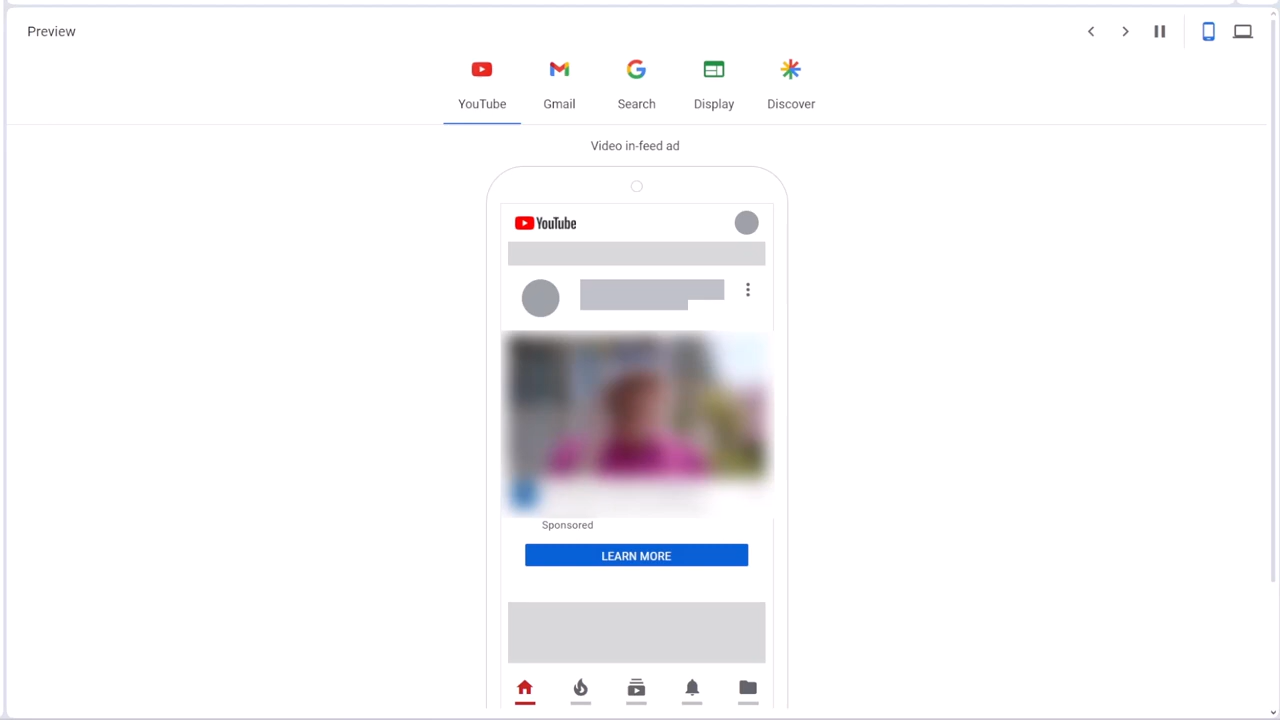 Preview
YouTube
Gmail
Search
Display
Discover
Video in-feed ad
YouTube
Sponsored
LEARN MORE